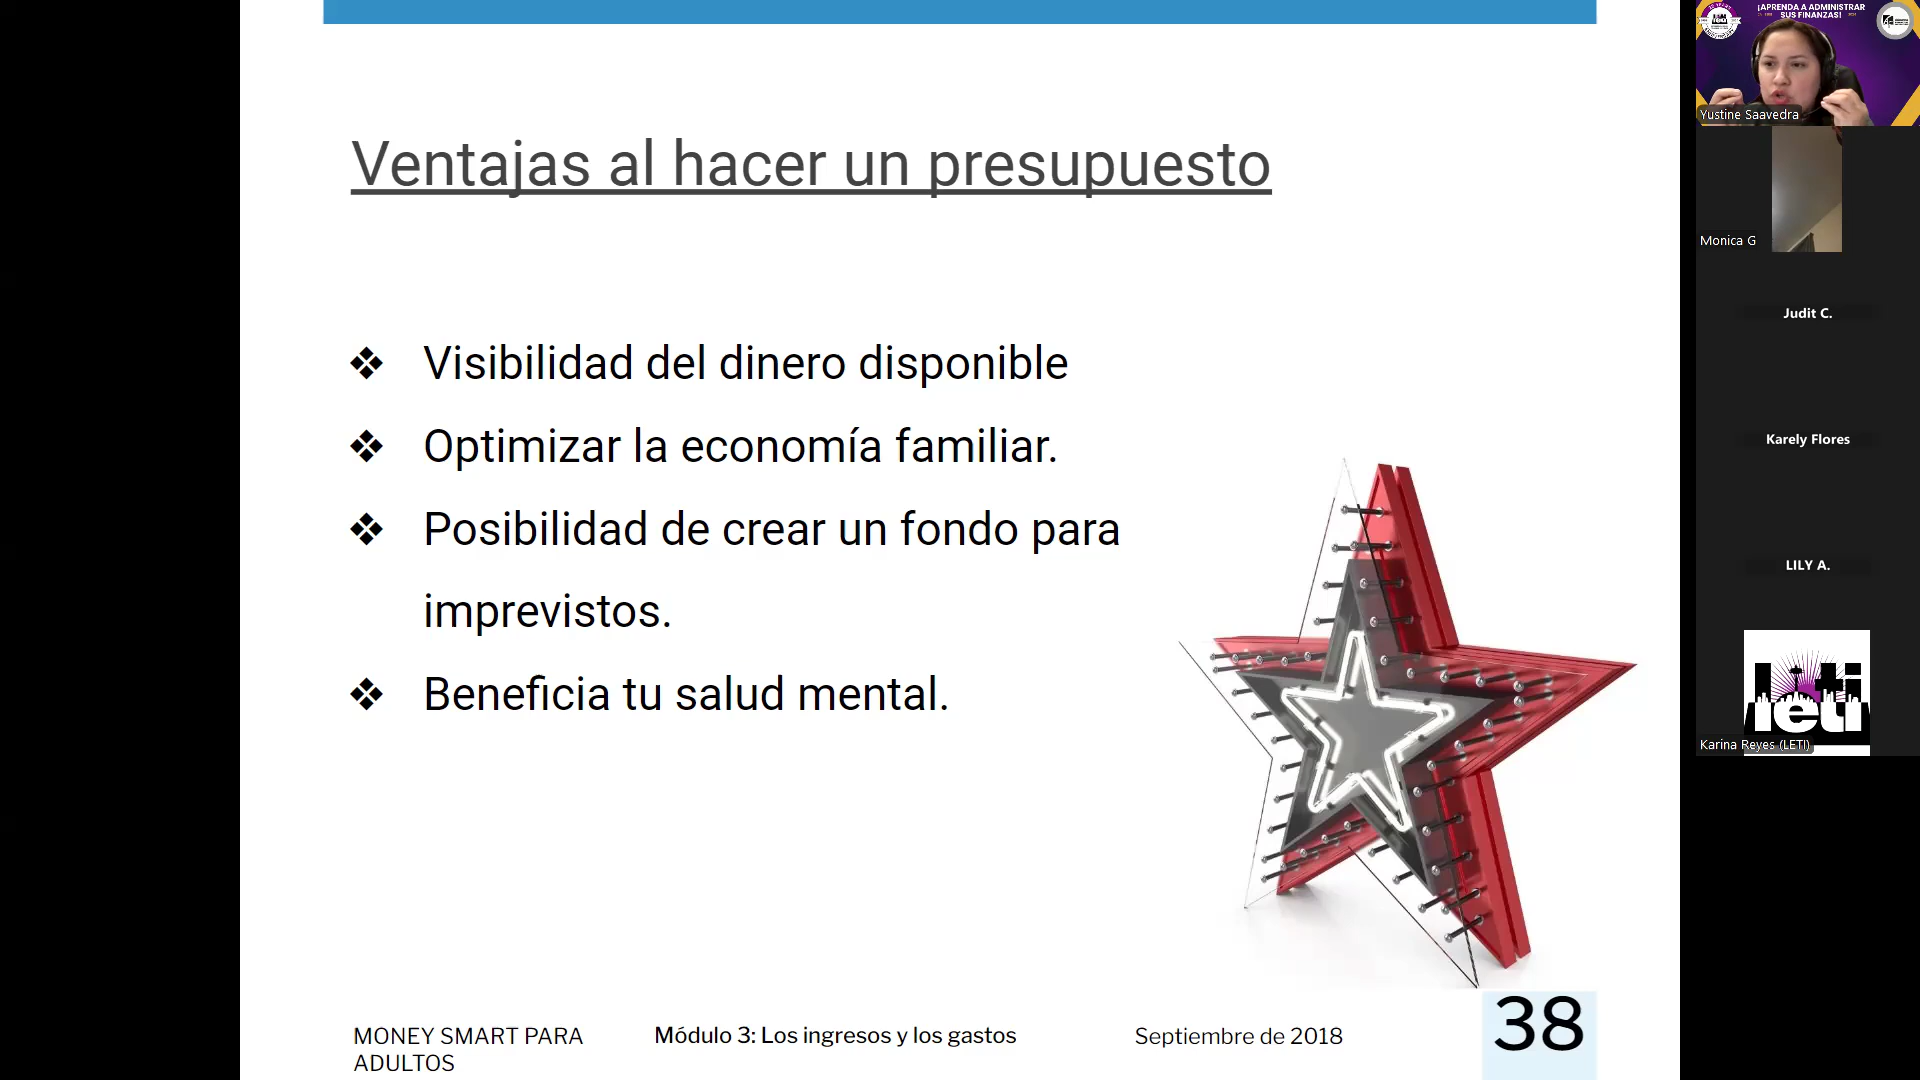 Ventajas al hacer un presupuesto
❖ Visibilidad del dinero disponible
❖ Optimizar la economía familiar.
❖ Posibilidad de crear un fondo para
imprevistos.
❖ Beneficia tu salud mental.
MONEY SMART PARA
ADULTOS
Módulo 3: Los ingresos y los gastos
Septiembre de 2018
38
¡APRENDA A ADMINISTRAR
SUS FINANZAS!
Yustine Saavedra
Monica G
Judit C.
Karely Flores
LILY A.
leti
Karina Reyes (LETI)